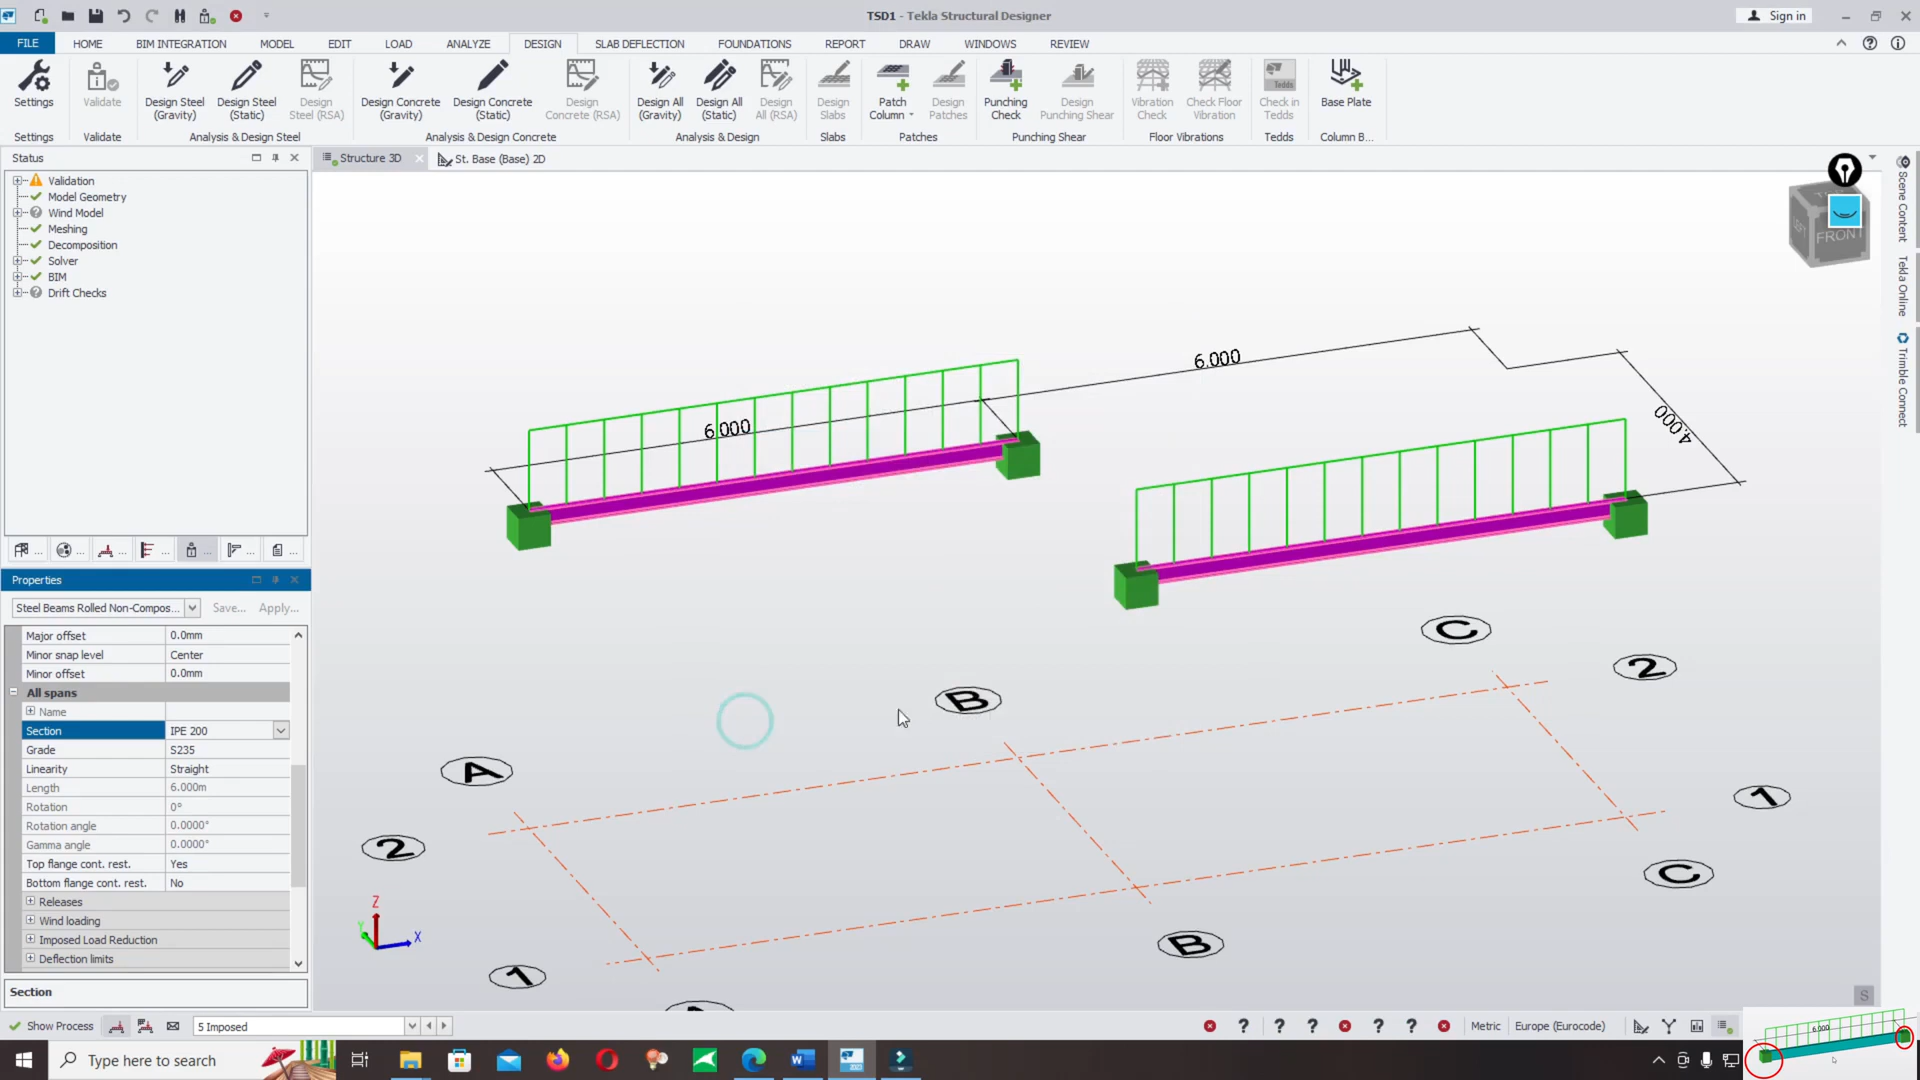 TSD1 - Tekla Structural Designer
Sign in
FILE
HOME
BIM INTEGRATION
MODEL
EDIT
LOAD
ANALYZE
DESIGN
SLAB DEFLECTION
FOUNDATIONS
REPORT
DRAW
WINDOWS
REVIEW
Settings
Validate
Design Steel (Gravity)
Design Steel (Static)
Design Steel (RSA)
Design Concrete (Gravity)
Design Concrete (Static)
Design Concrete (RSA)
Design All (Gravity)
Design All (Static)
Design All (RSA)
Design Slabs
Patch Column
Design Patches
Punching Check
Design Punching Shear
Vibration Check
Check Floor Vibration
Check in Tedds
Base Plate
Settings
Validate
Analysis & Design Steel
Analysis & Design Concrete
Analysis & Design
Slabs
Patches
Punching Shear
Floor Vibrations
Tedds
Column B...
Status
Structure 3D
St. Base (Base) 2D
Validation
Model Geometry
Wind Model
Meshing
Decomposition
Solver
BIM
Drift Checks
Properties
Steel Beams Rolled Non-Compos...
Save...
Apply...
Major offset 0.0mm
Minor snap level Center
Minor offset 0.0mm
All spans
Name
Section IPE 200
Grade S235
Linearity Straight
Length 6.000m
Rotation 0°
Rotation angle 0.0000°
Gamma angle 0.0000°
Top flange cont. rest. Yes
Bottom flange cont. rest. No
Releases
Wind loading
Imposed Load Reduction
Deflection limits
Section
6.000
6.000
4.000
C
2
B
A
1
2
C
B
1
Z
X
Y
LEFT
FRONT
Scene Content
Tekla Online
Trimble Connect
S
Show Process
5 Imposed
Metric
Europe (Eurocode)
6.000
Type here to search